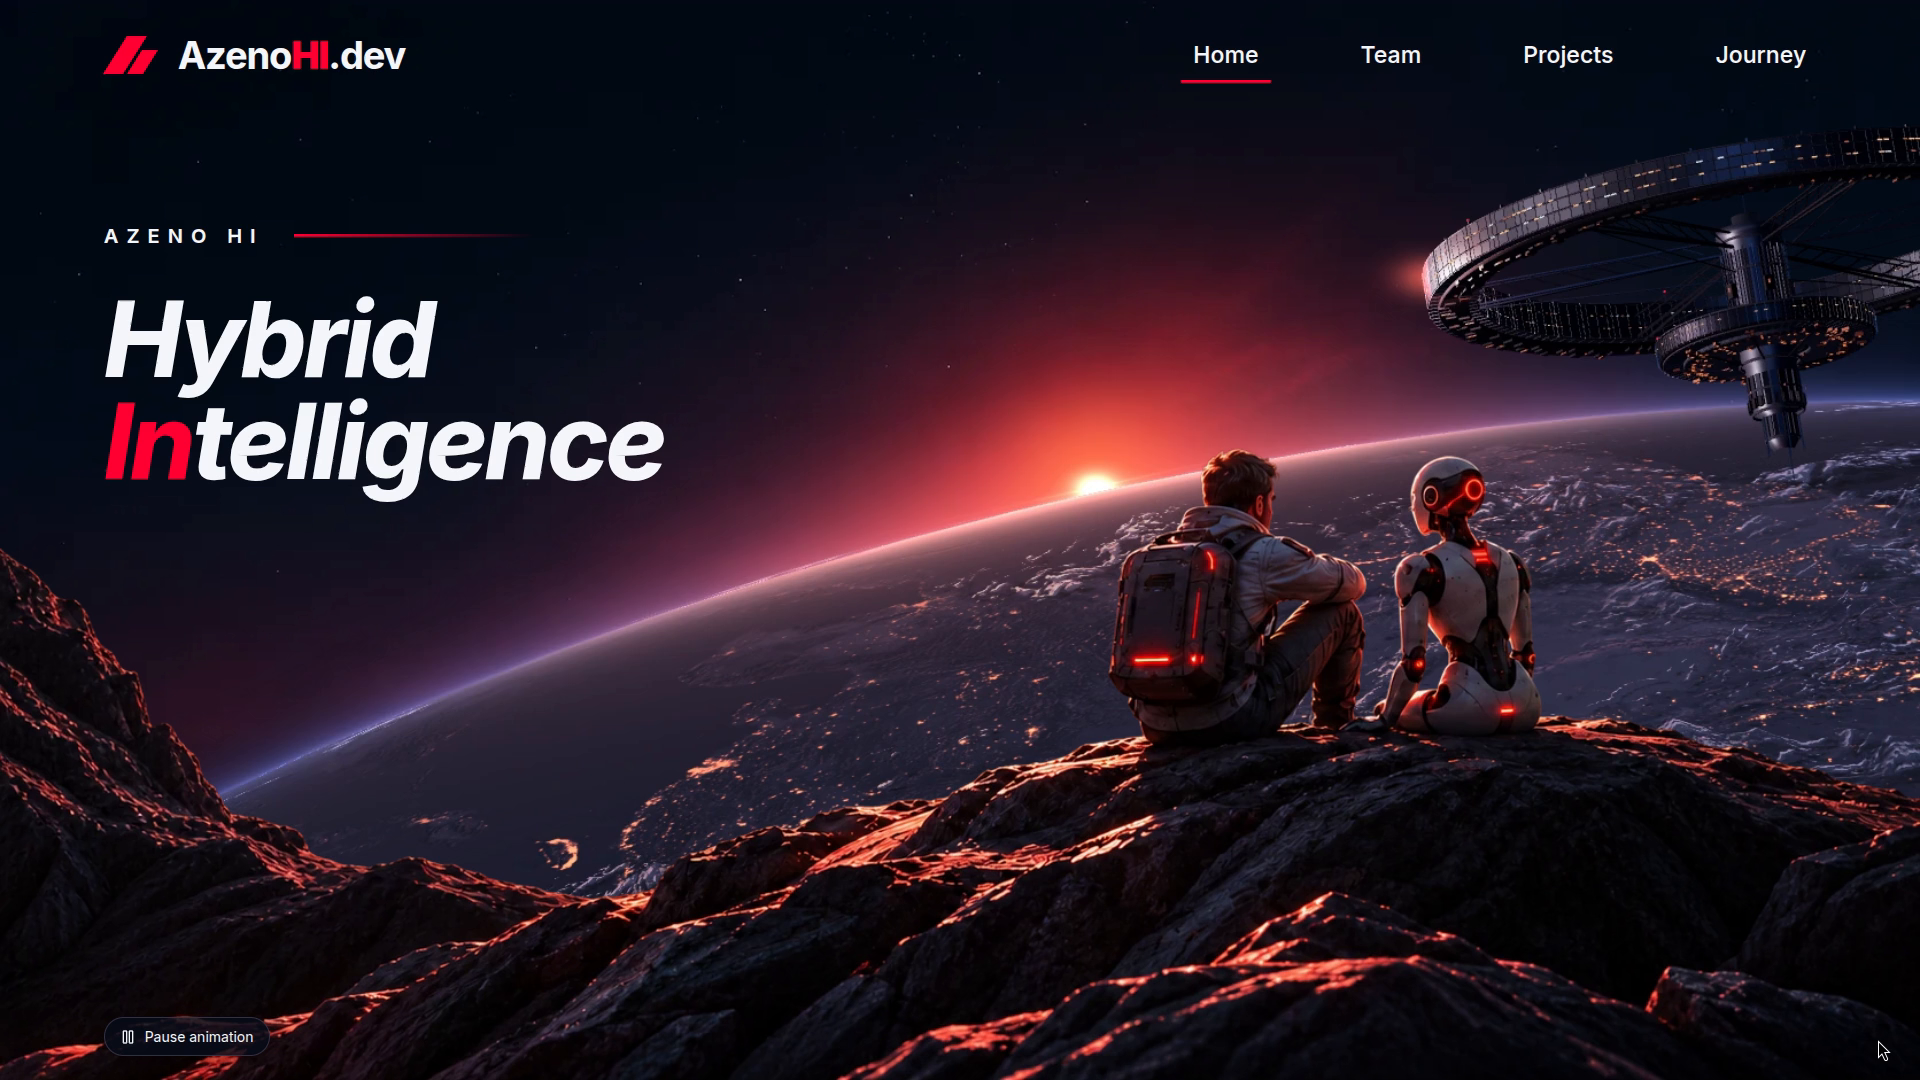 AzenoHI.dev
Home
Team
Projects
Journey
AZENO HI
Hybrid
Intelligence
Pause animation